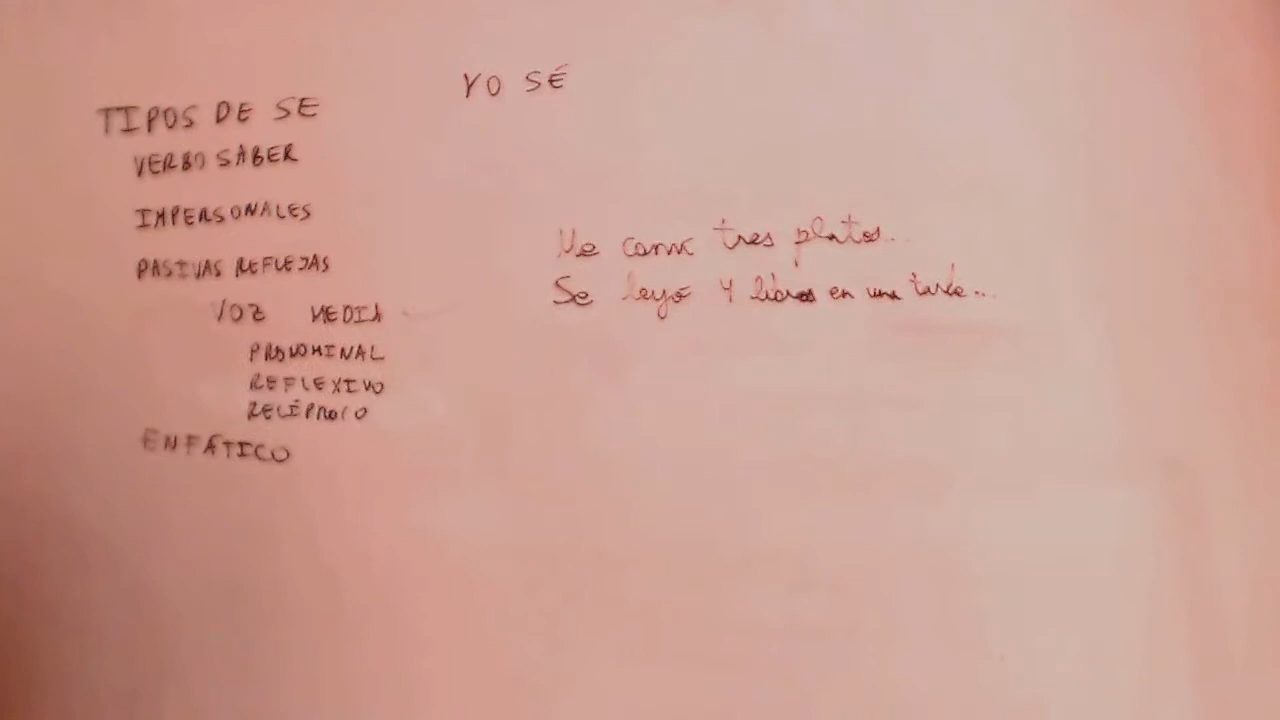 YO SÉ
TIPOS DE SE
VERBO SABER
IMPERSONALES
PASIVAS REFLEJAS
VOZ MEDIA
PRONOMINAL
REFLEXIVO
RECÍPROCO
ENFÁTICO
Me comí tres platos...
Se leyó 4 libros en una tarde...